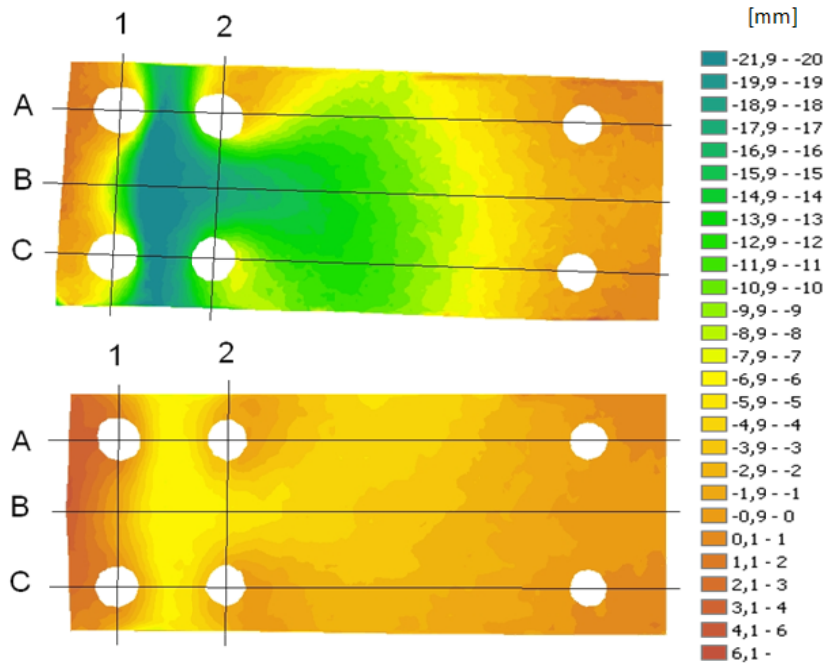 [mm]
1 2
A
B
C
1 2
A
B
C
-21,9 - -20
-19,9 - -19
-18,9 - -18
-17,9 - -17
-16,9 - -16
-15,9 - -15
-14,9 - -14
-13,9 - -13
-12,9 - -12
-11,9 - -11
-10,9 - -10
-9,9 - -9
-8,9 - -8
-7,9 - -7
-6,9 - -6
-5,9 - -5
-4,9 - -4
-3,9 - -3
-2,9 - -2
-1,9 - -1
-0,9 - 0
0,1 - 1
1,1 - 2
2,1 - 3
3,1 - 4
4,1 - 6
6,1 -